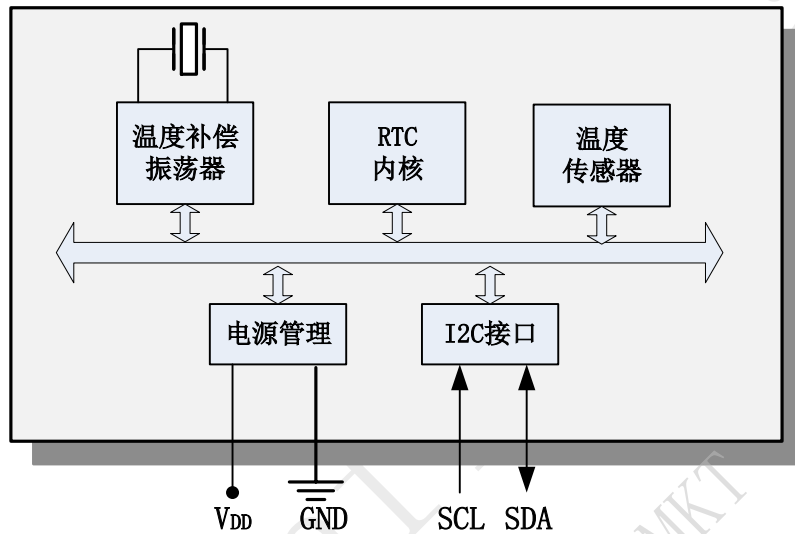 温度补偿
振荡器
RTC
内核
温度
传感器
电源管理
I2C接口
VDD
GND
SCL
SDA
MKT